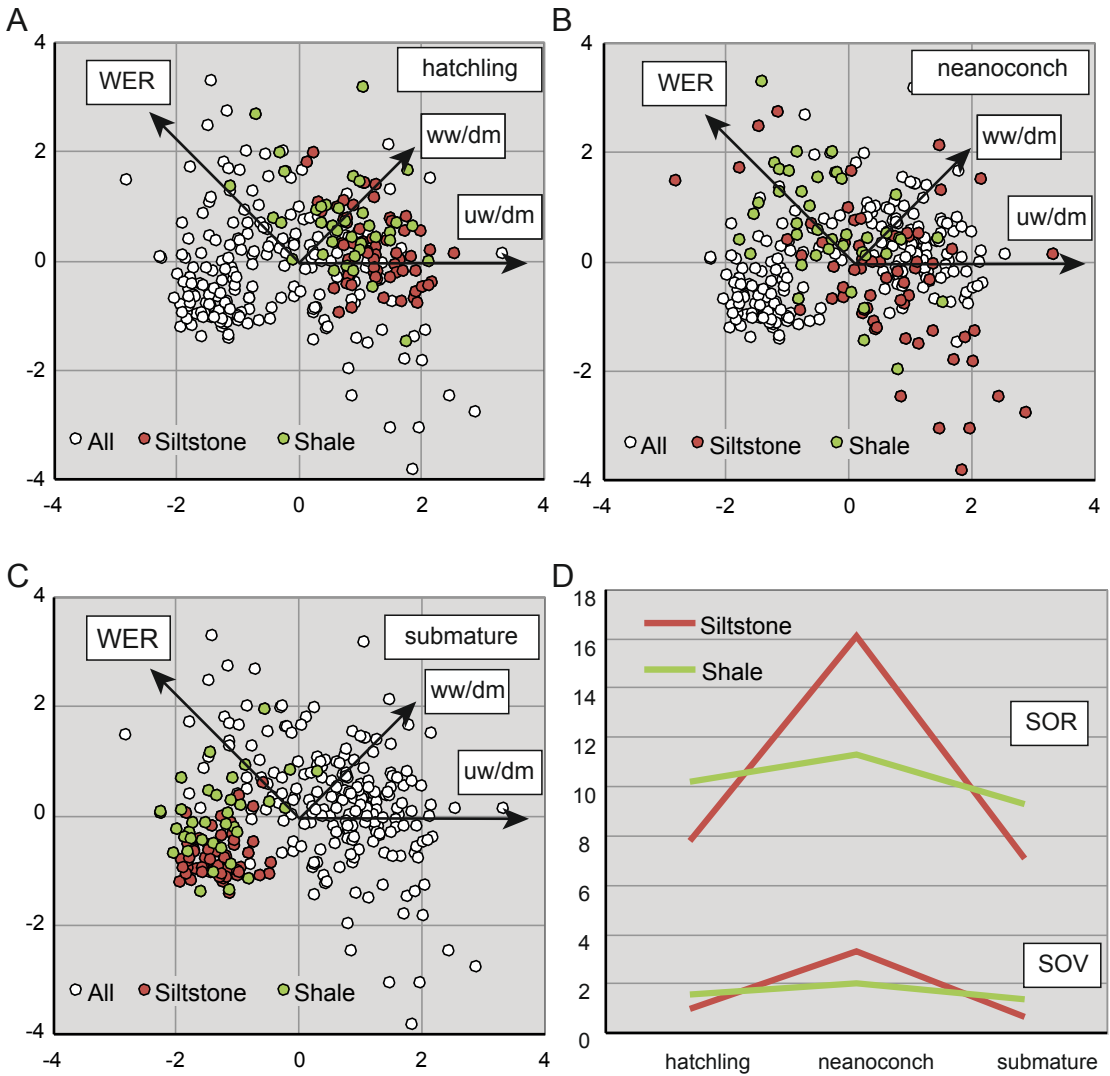 A
4
2
0
-2
-4
-4
-2
0
2
4
WER
hatchling
ww/dm
uw/dm
All
Siltstone
Shale
B
4
2
0
-2
-4
-4
-2
0
2
4
WER
neanoconch
ww/dm
uw/dm
All
Siltstone
Shale
C
4
2
0
-2
-4
-4
-2
0
2
4
WER
submature
ww/dm
uw/dm
All
Siltstone
Shale
D
18
16
14
12
10
8
6
4
2
0
Siltstone
Shale
SOR
SOV
hatchling
neanoconch
submature